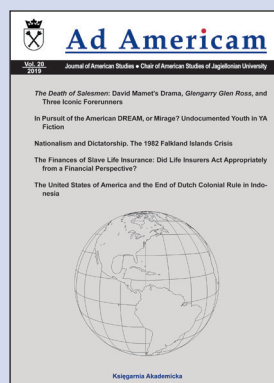 Ad Americam
Vol. 20
2019
Journal of American Studies ● Chair of American Studies of Jagiellonian University
The Death of Salesmen: David Mamet's Drama, Glengarry Glen Ross, and
Three Iconic Forerunners
In Pursuit of the American DREAM, or Mirage? Undocumented Youth in YA
Fiction
Nationalism and Dictatorship. The 1982 Falkland Islands Crisis
The Finances of Slave Life Insurance: Did Life Insurers Act Appropriately
from a Financial Perspective?
The United States of America and the End of Dutch Colonial Rule in Indo-
nesia
Księgarnia Akademicka